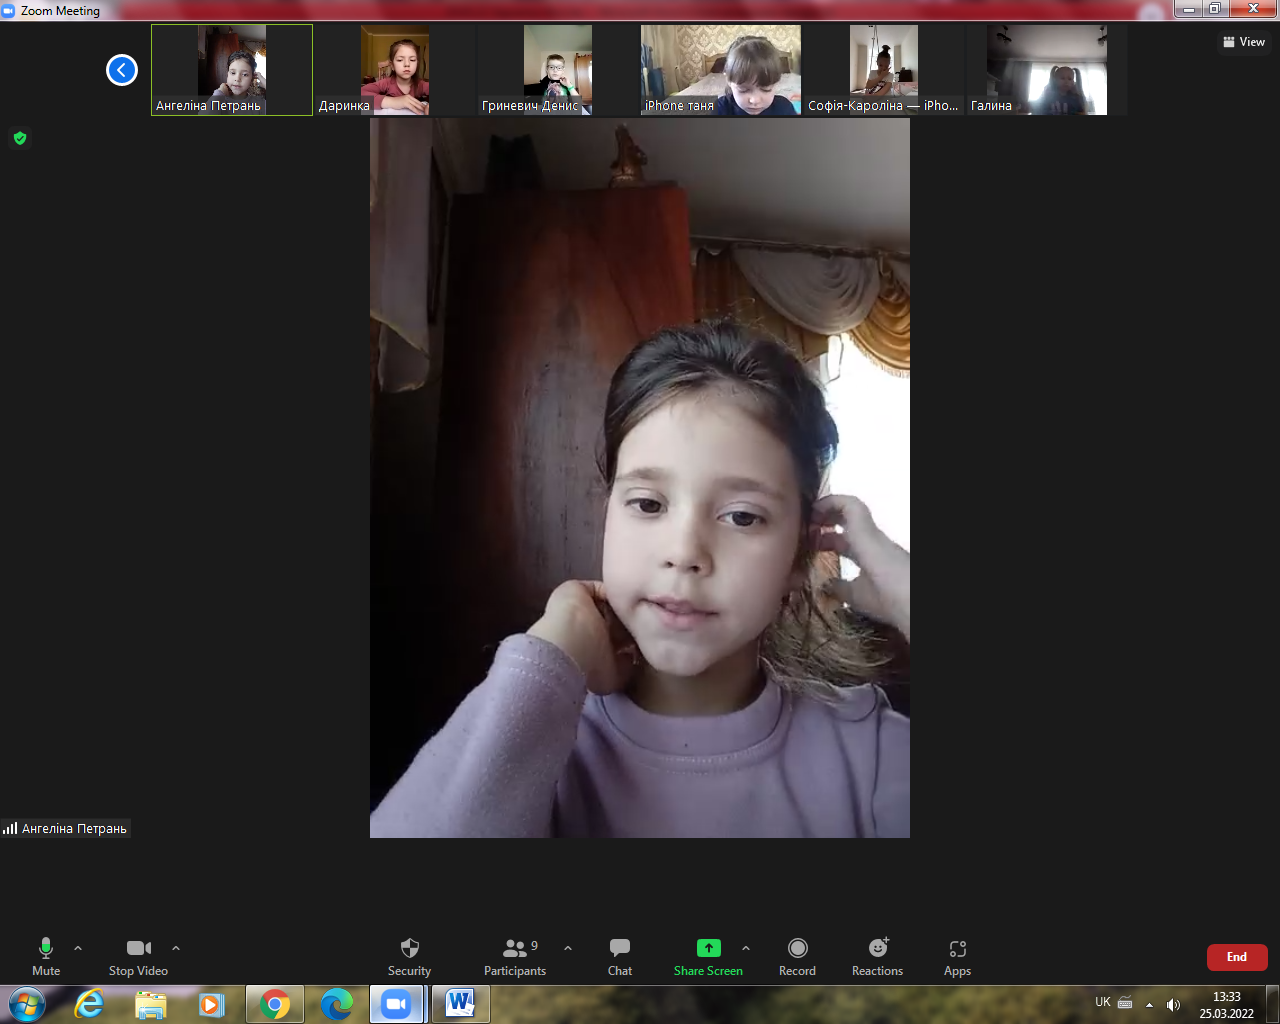 Zoom Meeting
View
Ангеліна Петрань
Даринка
Гриневич Денис
iPhone таня
Софія-Кароліна — iPho...
Галина
Ангеліна Петрань
Mute
Stop Video
Security
Participants
9
Chat
Share Screen
Record
Reactions
Apps
End
UK
13:33
25.03.2022